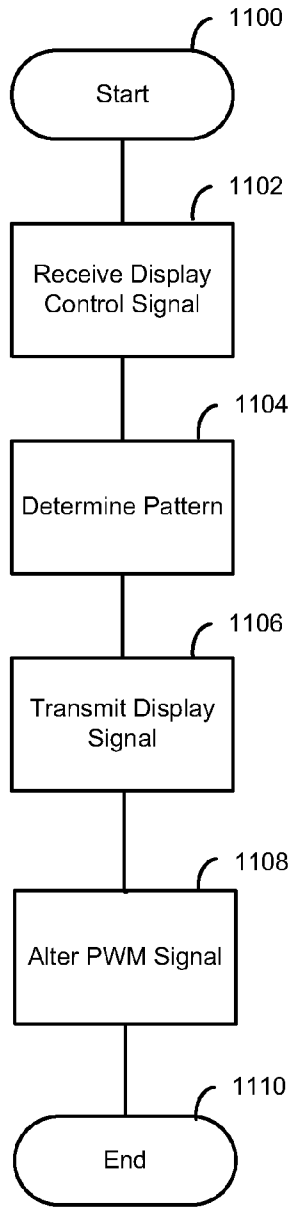 1100
Start
1102
Receive Display
Control Signal
1104
Determine Pattern
1106
Transmit Display
Signal
1108
Alter PWM Signal
1110
End